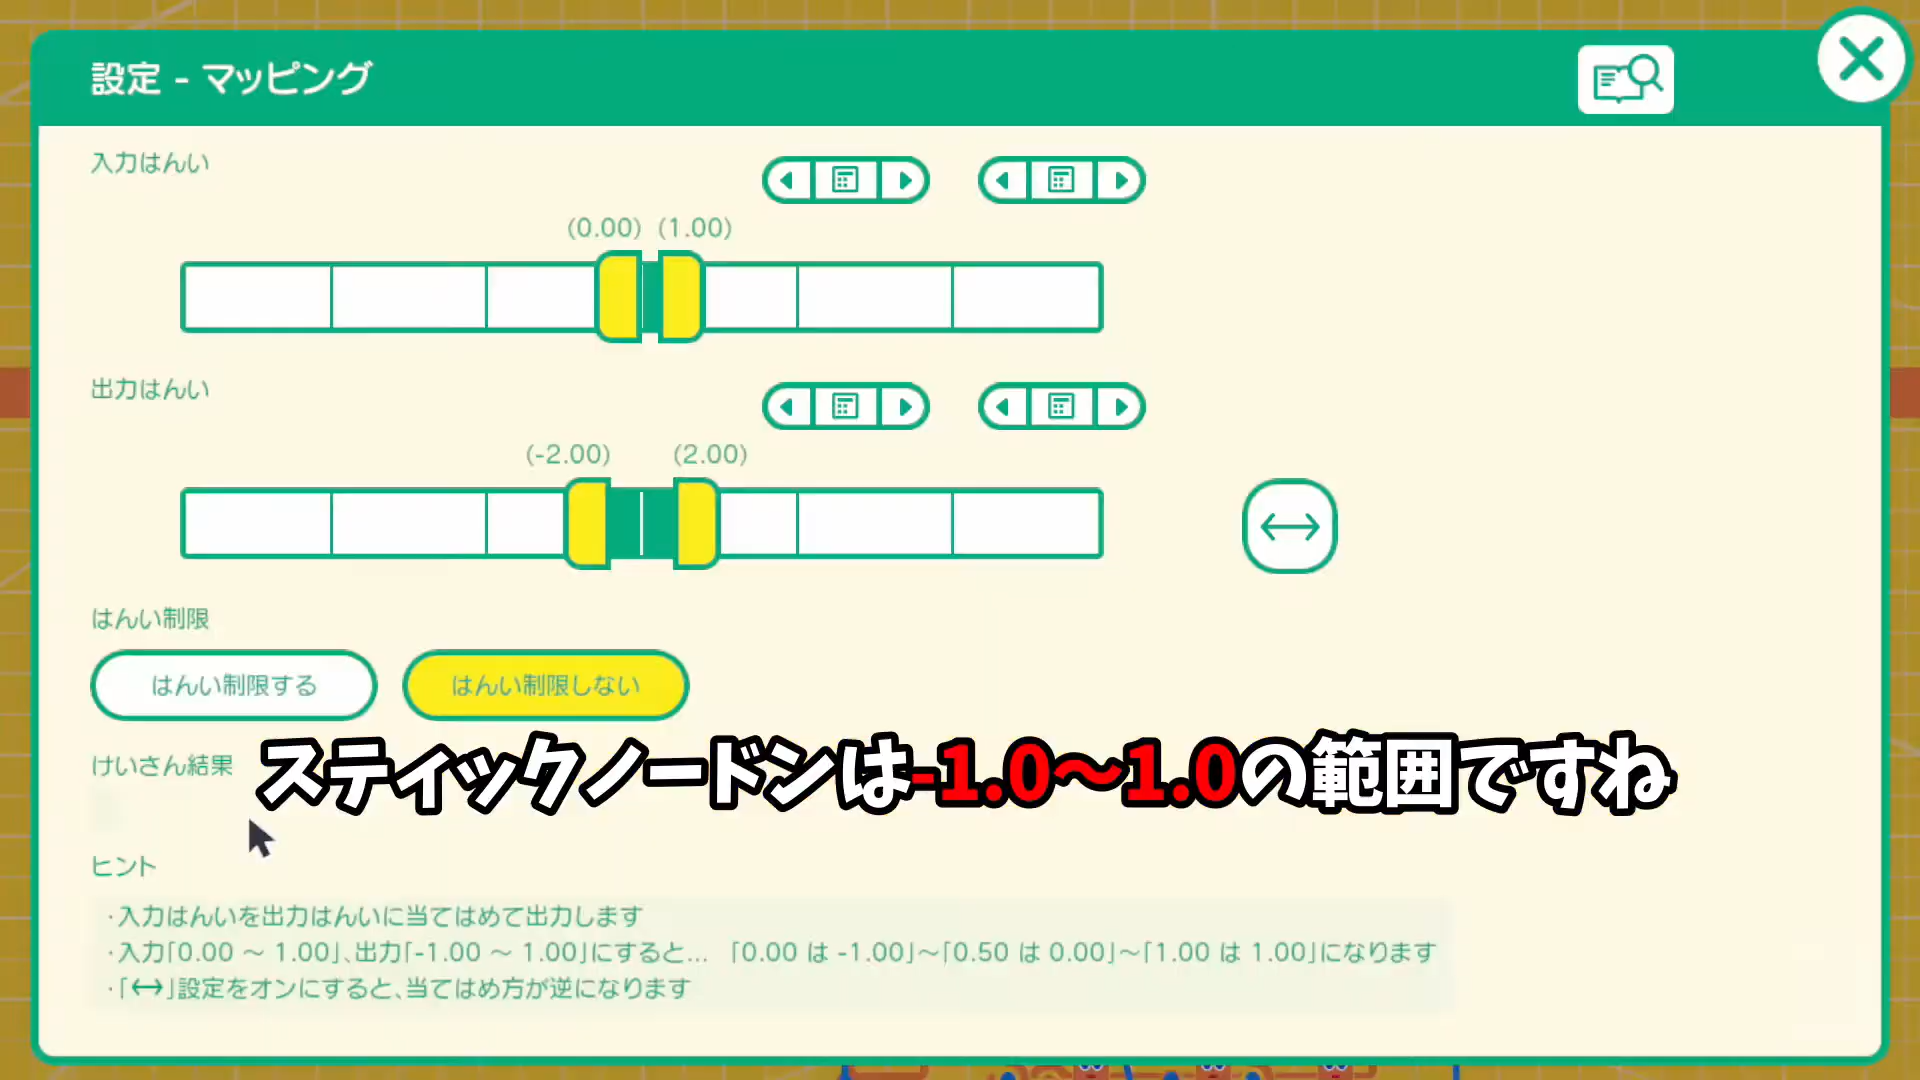 設定 - マッピング
入力はんい
(0.00) (1.00)
出力はんい
(-2.00) (2.00)
はんい制限
はんい制限する はんい制限しない
けいさん結果
スティックノードンは-1.0～1.0の範囲ですね
ヒント
・入力はんいを出力はんいに当てはめて出力します
・入力「0.00 ～ 1.00」、出力「-1.00 ～ 1.00」にすると… 「0.00 は -1.00」～「0.50 は 0.00」～「1.00 は 1.00」になります
・「↔」設定をオンにすると、当てはめ方が逆になります